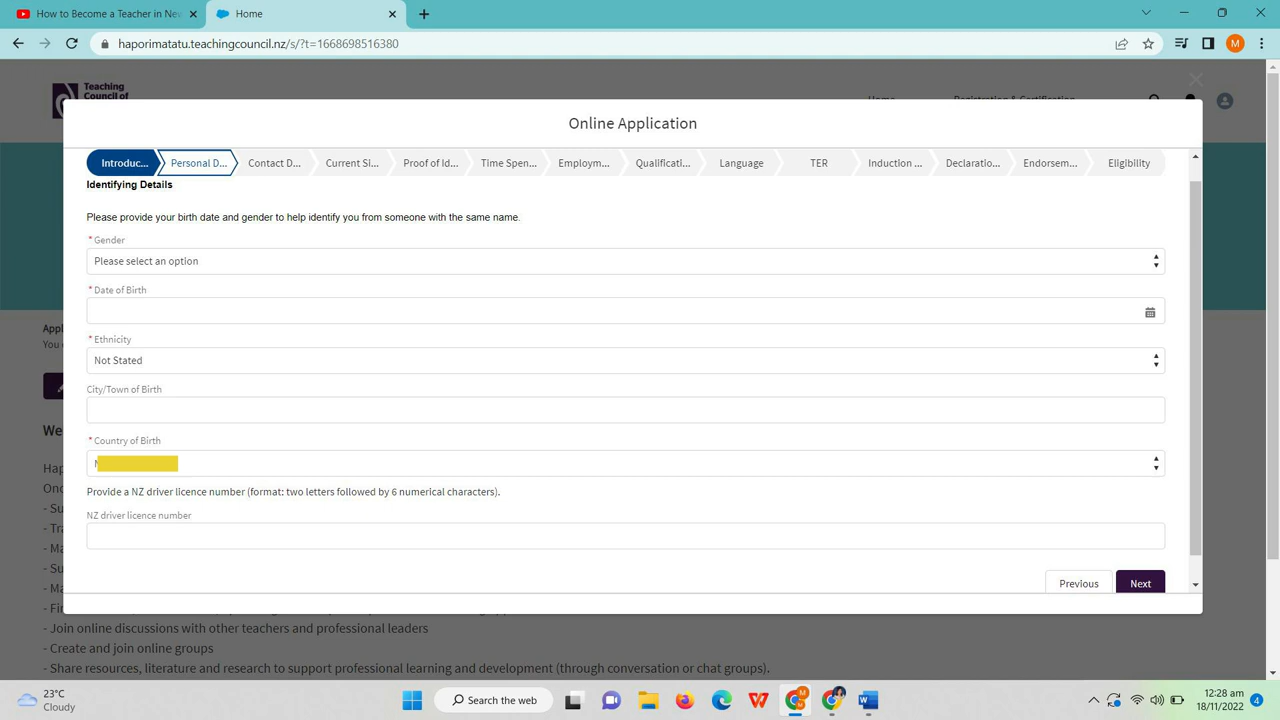 How to Become a Teacher in Nev
Home
haporimatatu.teachingcouncil.nz/s/?t=1668698516380
M
Teaching
Council of
Home
Registration & Certification
Online Application
Introduc...
Personal D...
Contact D...
Current Si...
Proof of Id...
Time Spen...
Employm...
Qualificati...
Language
TER
Induction ...
Declaratio...
Endorsem...
Eligibility
Identifying Details
Please provide your birth date and gender to help identify you from someone with the same name.
* Gender
Please select an option
* Date of Birth
* Ethnicity
Not Stated
City/Town of Birth
* Country of Birth
Provide a NZ driver licence number (format: two letters followed by 6 numerical characters).
NZ driver licence number
Previous
Next
Appl
You
We
Hap
Onc
- Su
- Tra
- Ma
- Su
- Ma
- Fi
- Join online discussions with other teachers and professional leaders
- Create and join online groups
- Share resources, literature and research to support professional learning and development (through conversation or chat groups).
23°C
Cloudy
Search the web
12:28 am
18/11/2022
4